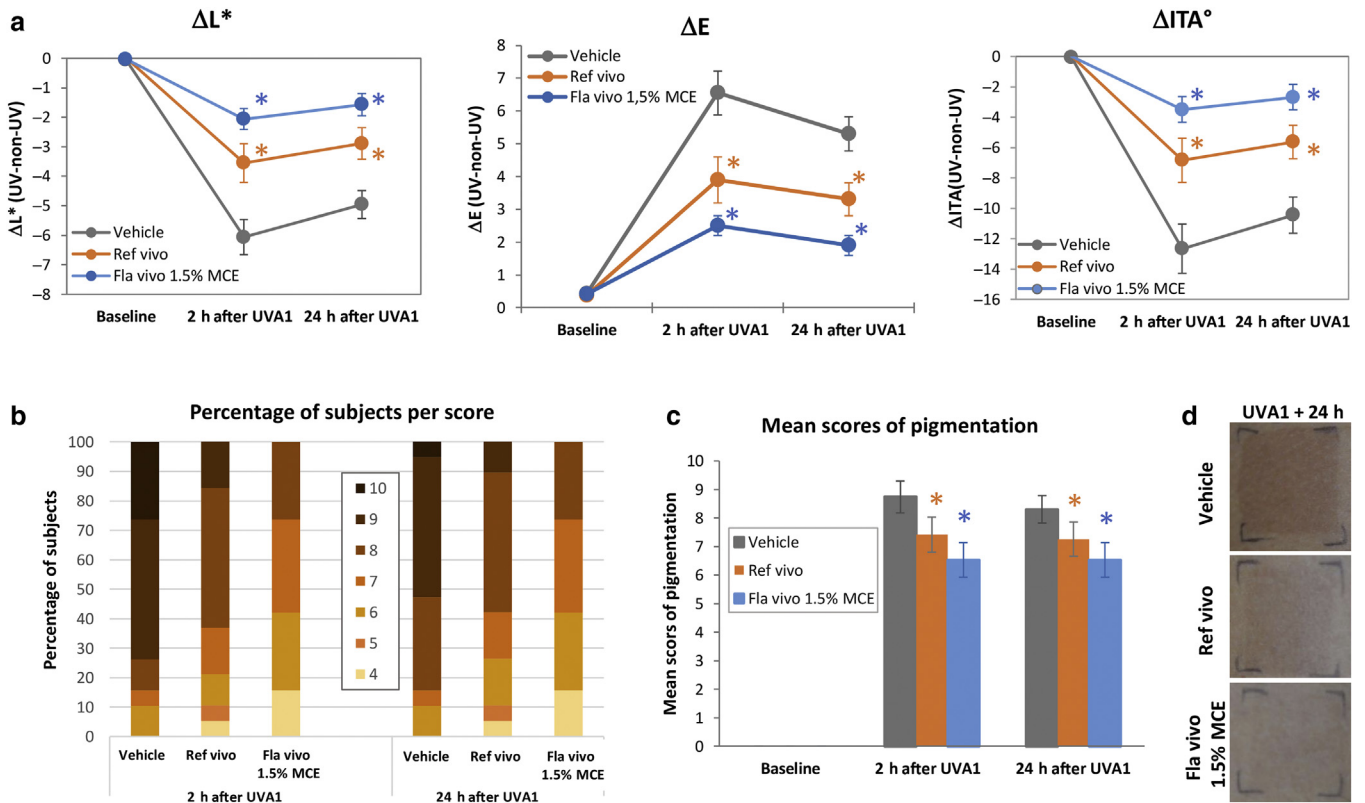 a
ΔL*
ΔL* (UV-non-UV)
0
–1
–2
–3
–4
–5
–6
–7
–8
*
*
*
*
Vehicle
Ref vivo
Fla vivo 1.5% MCE
Baseline
2 h after UVA1
24 h after UVA1
ΔE
ΔE (UV-non-UV)
8
7
6
5
4
3
2
1
0
Vehicle
Ref vivo
Fla vivo 1,5% MCE
*
*
*
*
Baseline
2 h after UVA1
24 h after UVA1
ΔITA°
ΔITA(UV-non-UV)
0
–2
–4
–6
–8
–10
–12
–14
–16
*
*
*
*
Vehicle
Ref vivo
Fla vivo 1.5% MCE
Baseline
2 h after UVA1
24 h after UVA1
b
Percentage of subjects per score
Percentage of subjects
100
90
80
70
60
50
40
30
20
10
0
10
9
8
7
6
5
4
Vehicle
Ref vivo
Fla vivo
1.5% MCE
Vehicle
Ref vivo
Fla vivo
1.5% MCE
2 h after UVA1
24 h after UVA1
c
Mean scores of pigmentation
Mean scors of pigmentation
10
9
8
7
6
5
4
3
2
1
0
Vehicle
Ref vivo
Fla vivo 1.5% MCE
*
*
*
*
Baseline
2 h after UVA1
24 h after UVA1
d
UVA1 + 24 h
Vehicle
Ref vivo
Fla vivo
1.5% MCE